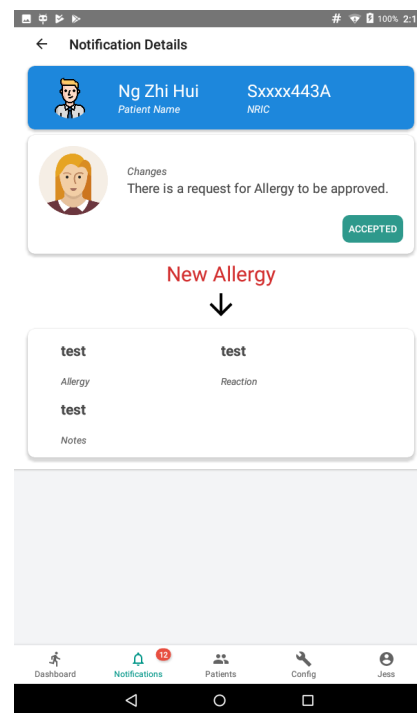 # 100% 2:1
Notification Details
Ng Zhi Hui Sxxxx443A
Patient Name NRIC
Changes
There is a request for Allergy to be approved.
ACCEPTED
New Allergy
test test
Allergy Reaction
test
Notes
12
Dashboard Notifications Patients Config Jess